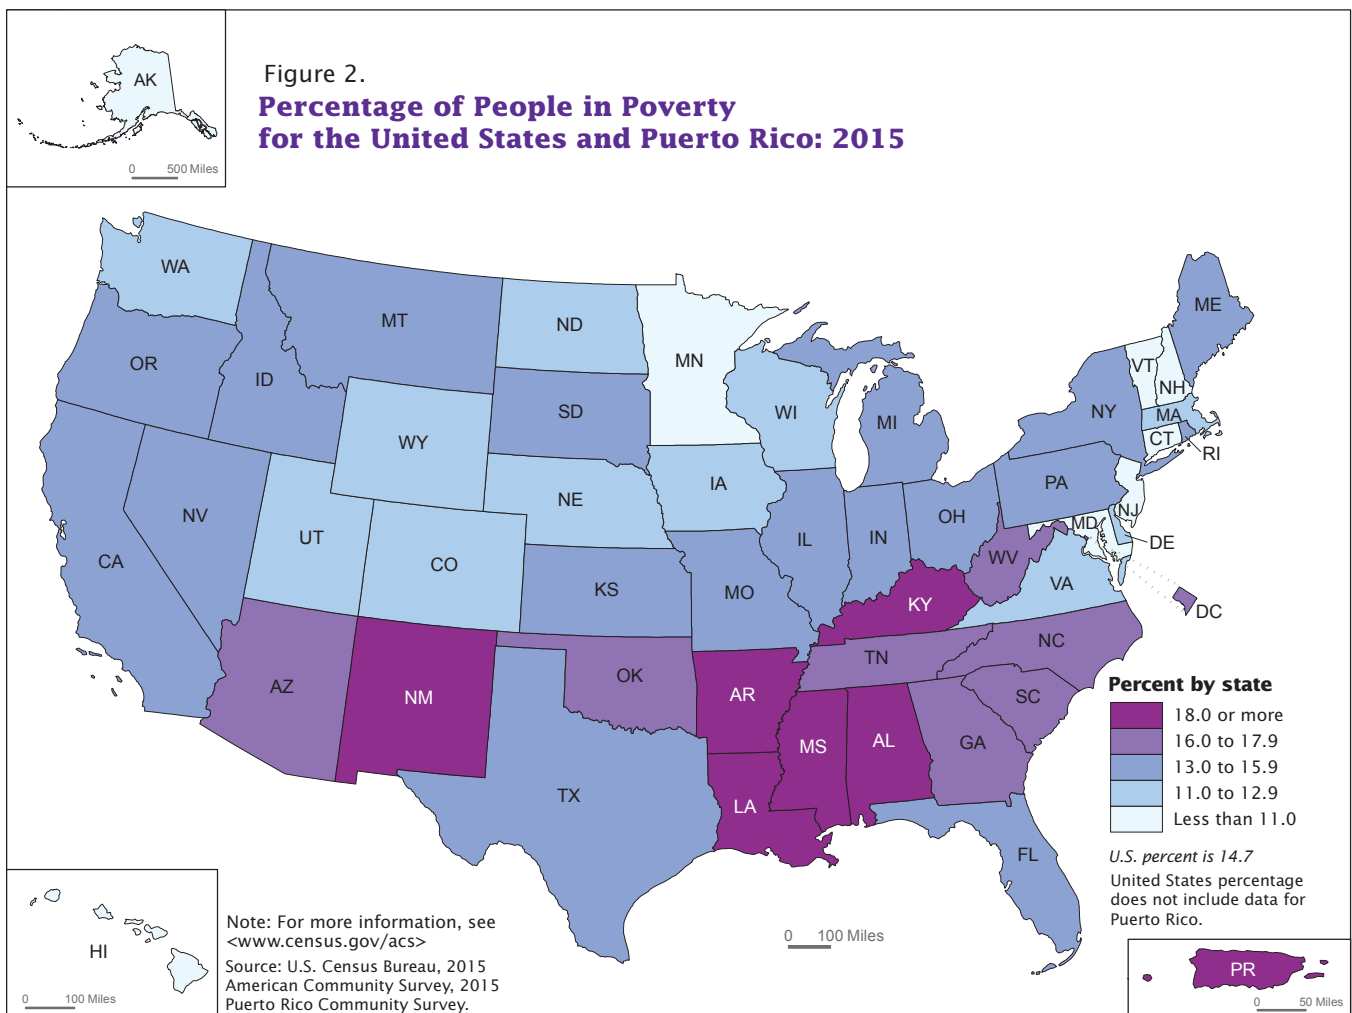 AK
0 500 Miles
Figure 2.
Percentage of People in Poverty
for the United States and Puerto Rico: 2015
WA
MT
ND
MN
ME
OR
ID
SD
WI
MI
VT
NH
NY
MA
CT
RI
WY
IA
PA
NE
NV
UT
CO
IL
IN
OH
NJ
MD
DE
CA
KS
MO
WV
VA
KY
DC
NC
TN
AZ
NM
OK
AR
SC
MS
AL
GA
TX
LA
FL
Percent by state
18.0 or more
16.0 to 17.9
13.0 to 15.9
11.0 to 12.9
Less than 11.0
U.S. percent is 14.7
United States percentage
does not include data for
Puerto Rico.
HI
0 100 Miles
Note: For more information, see
<www.census.gov/acs>
Source: U.S. Census Bureau, 2015
American Community Survey, 2015
Puerto Rico Community Survey.
0 100 Miles
PR
0 50 Miles